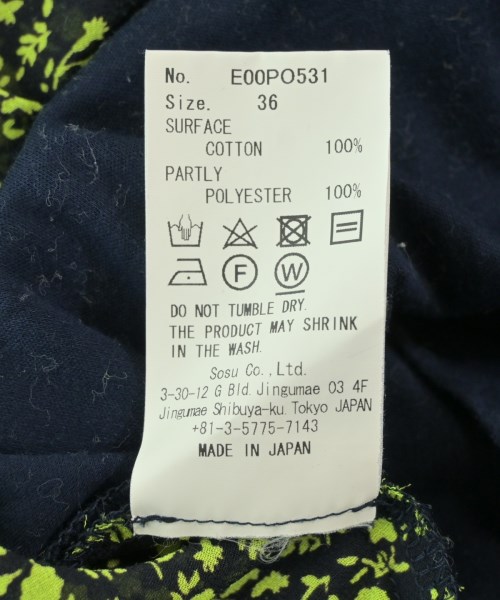 No. E00PO531
Size. 36
SURFACE
COTTON 100%
PARTLY
POLYESTER 100%
F W
DO NOT TUMBLE DRY.
THE PRODUCT MAY SHRINK
IN THE WASH.
Sosu Co., Ltd.
3-30-12 G Bld. Jingumae 03 4F
Jingumae Shibuya-ku. Tokyo JAPAN
+81-3-5775-7143
MADE IN JAPAN